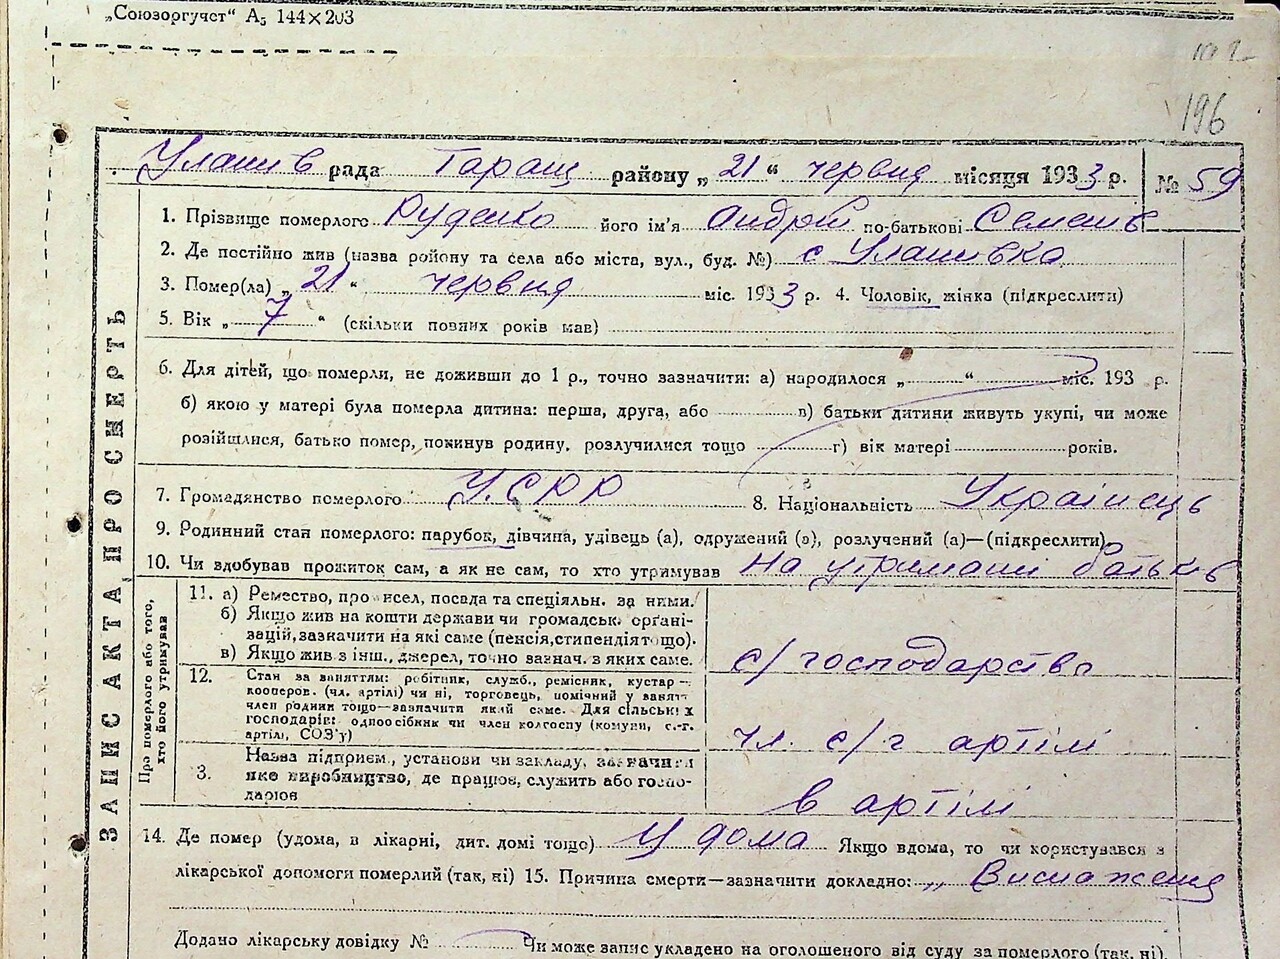 „Союзоргучот“ А5 144×203
196
Улашів рада Таращ району „21“ червня місяця 1933 р. № 59
ЗАПИС АКТА ПРО СМЕРТЬ
1. Прізвище померлого Руденко його ім'я Андрій по-батькові Семенів
2. Де постійно жив (назва району та села або міста, вул., буд. №) с Улашівка
3. Помер(ла) „21“ червня міс. 1933 р. 4. Чоловік, жінка (підкреслити)
5. Вік „7“ (скільки повних років мав)
6. Для дітей, що померли, не доживши до 1 р., точно зазначити: а) народилося „ “ міс. 193 р.
б) якою у матері була померла дитина: перша, друга, або в) батьки дитини живуть укупі, чи може
розійшлися, батько помер, покинув родину, розлучилися тощо г) вік матері років.
7. Громадянство померлого УСРР 8. Національність Українець
9. Родинний стан померлого: парубок, дівчина, удівець (а), одружений (а), розлучений (а)—(підкреслити)
10. Чи здобував прожиток сам, а як не сам, то хто утримував На утриманні батьків
Про померлого або того, хто його утримував
11. а) Ремество, промисел, посада та спеціяльн. за ними.
б) Якщо жив на кошти держави чи громадськ. органі-
зацій, зазначити на які саме (пенсія, стипендія тощо).
в) Якщо жив з інш. джерел, точно зазнач. з яких саме.
с/господарство
12. Стан за заняттям: робітник, служб., ремісник, кустар—
кооперов. (чл. артілі) чи ні, торговець, помічний у занятт
член родини тощо—зазначити який саме. Для сільськ х
господарів: одноосібник чи член колгоспу (комуни, с.-г.
артілі, СОЗ'у)
чл. с/г артілі
3. Назва підприєм., установи чи закладу, зазначити
яке виробництво, де працює, служить або госпо-
дарює
в артілі
14. Де помер (удома, в лікарні, дит. домі тощо) У дома Якщо вдома, то чи користувався з
лікарської допомоги померлий (так, ні) 15. Причина смерти—зазначити докладно: „ Виснаження
Додано лікарську довідку № Чи може запис укладено на оголошеного від суду за померлого (так, ні).